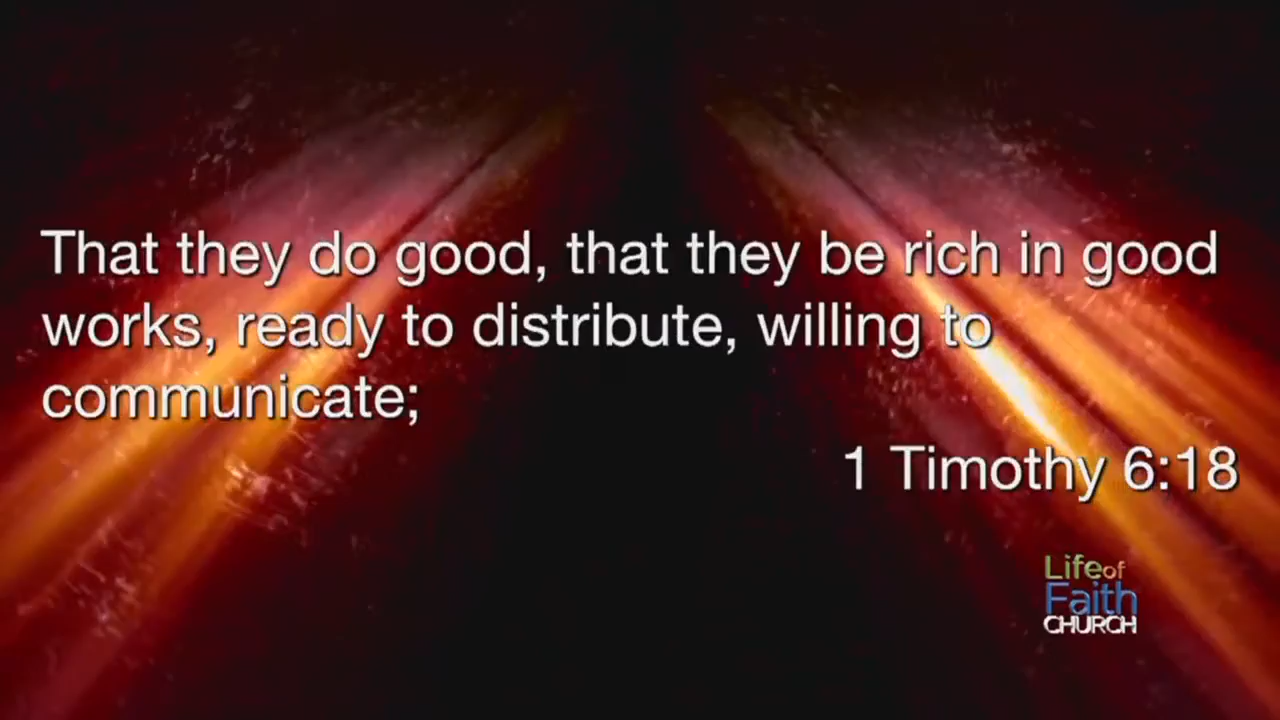 That they do good, that they be rich in good
works, ready to distribute, willing to
communicate;
1 Timothy 6:18
Life of
Faith
CHURCH